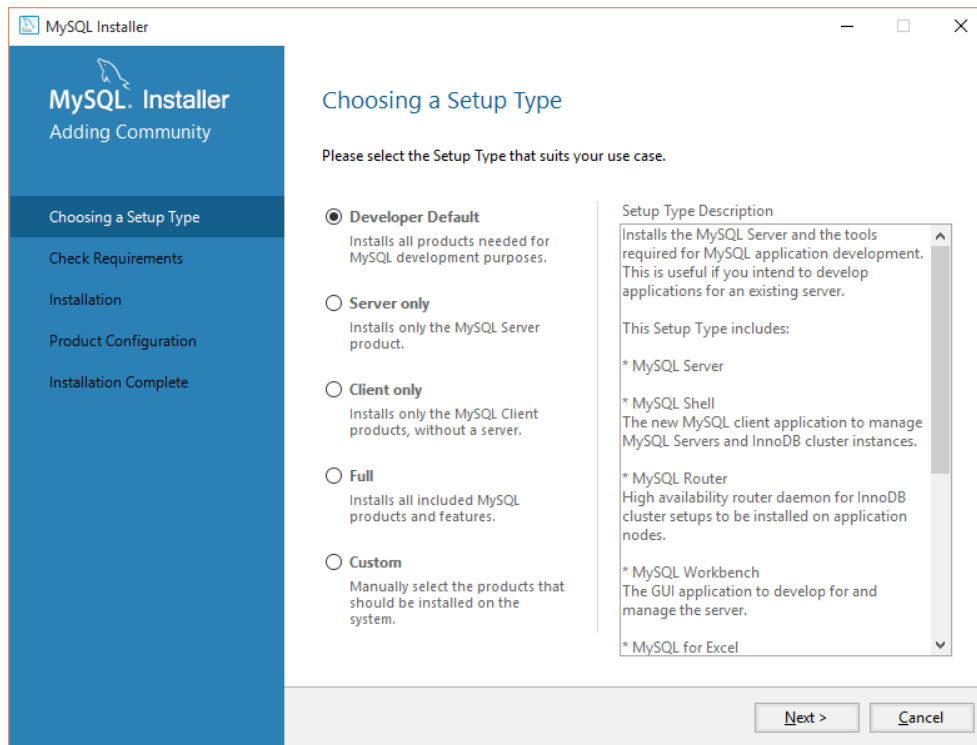 MySQL Installer
MySQL. Installer
Adding Community
Choosing a Setup Type
Check Requirements
Installation
Product Configuration
Installation Complete
Choosing a Setup Type
Please select the Setup Type that suits your use case.
Developer Default
Installs all products needed for
MySQL development purposes.
Server only
Installs only the MySQL Server
product.
Client only
Installs only the MySQL Client
products, without a server.
Full
Installs all included MySQL
products and features.
Custom
Manually select the products that
should be installed on the
system.
Setup Type Description
Installs the MySQL Server and the tools
required for MySQL application development.
This is useful if you intend to develop
applications for an existing server.
This Setup Type includes:
* MySQL Server
* MySQL Shell
The new MySQL client application to manage
MySQL Servers and InnoDB cluster instances.
* MySQL Router
High availability router daemon for InnoDB
cluster setups to be installed on application
nodes.
* MySQL Workbench
The GUI application to develop for and
manage the server.
* MySQL for Excel
Next >
Cancel